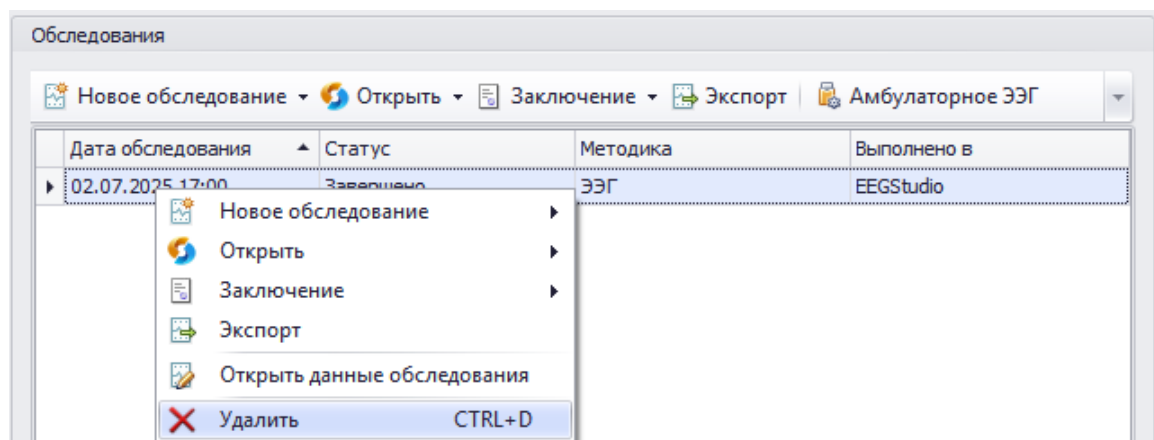 Обследования
Новое обследование Открыть Заключение Экспорт Амбулаторное ЭЭГ
Дата обследования Статус Методика Выполнено в
02.07.2025 17:00 Завершено ЭЭГ EEGStudio
Новое обследование
Открыть
Заключение
Экспорт
Открыть данные обследования
Удалить CTRL+D